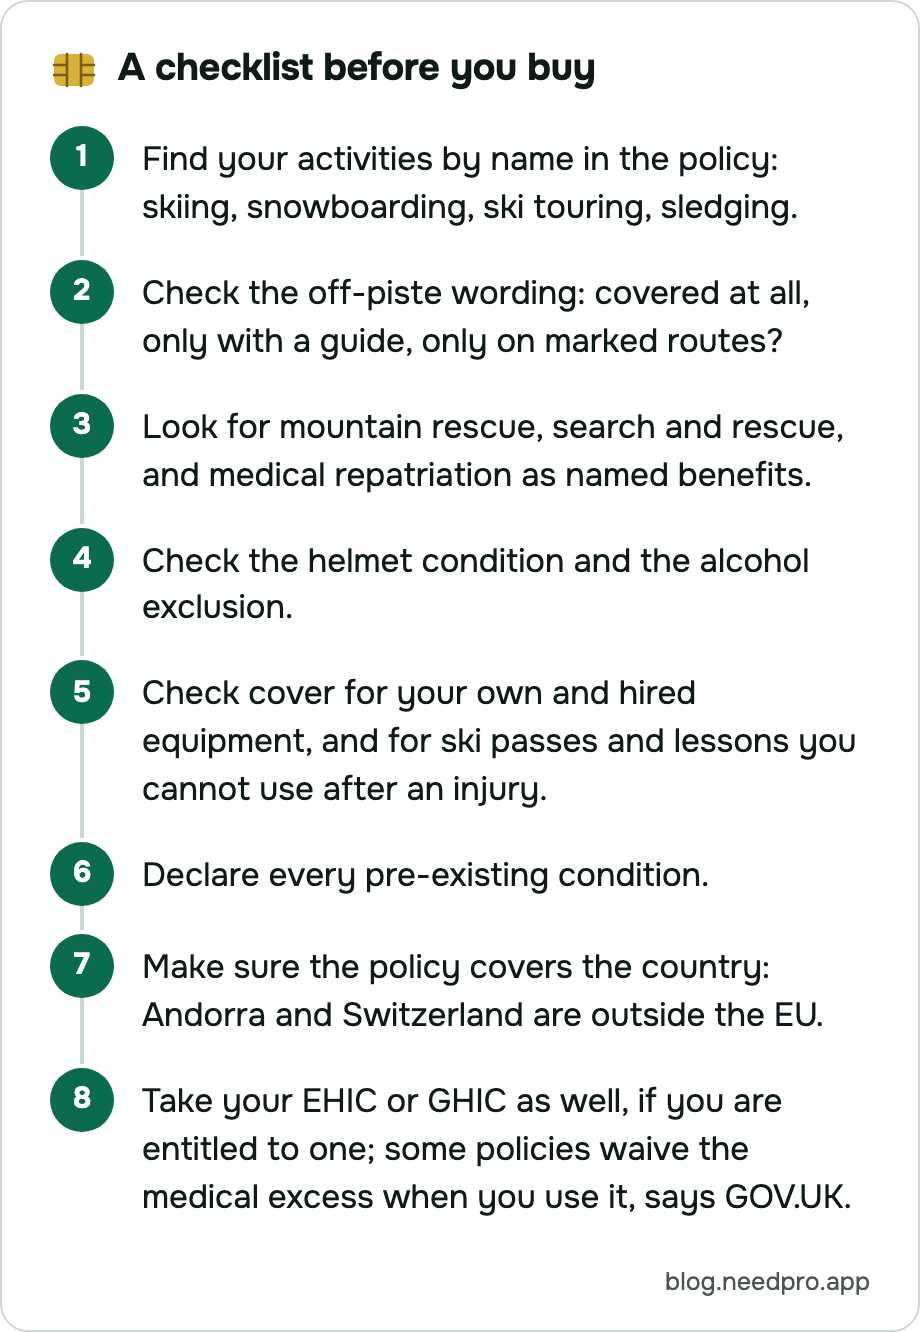 A checklist before you buy
1
Find your activities by name in the policy:
skiing, snowboarding, ski touring, sledging.
2
Check the off-piste wording: covered at all,
only with a guide, only on marked routes?
3
Look for mountain rescue, search and rescue,
and medical repatriation as named benefits.
4
Check the helmet condition and the alcohol
exclusion.
5
Check cover for your own and hired
equipment, and for ski passes and lessons you
cannot use after an injury.
6
Declare every pre-existing condition.
7
Make sure the policy covers the country:
Andorra and Switzerland are outside the EU.
8
Take your EHIC or GHIC as well, if you are
entitled to one; some policies waive the
medical excess when you use it, says GOV.UK.
blog.needpro.app